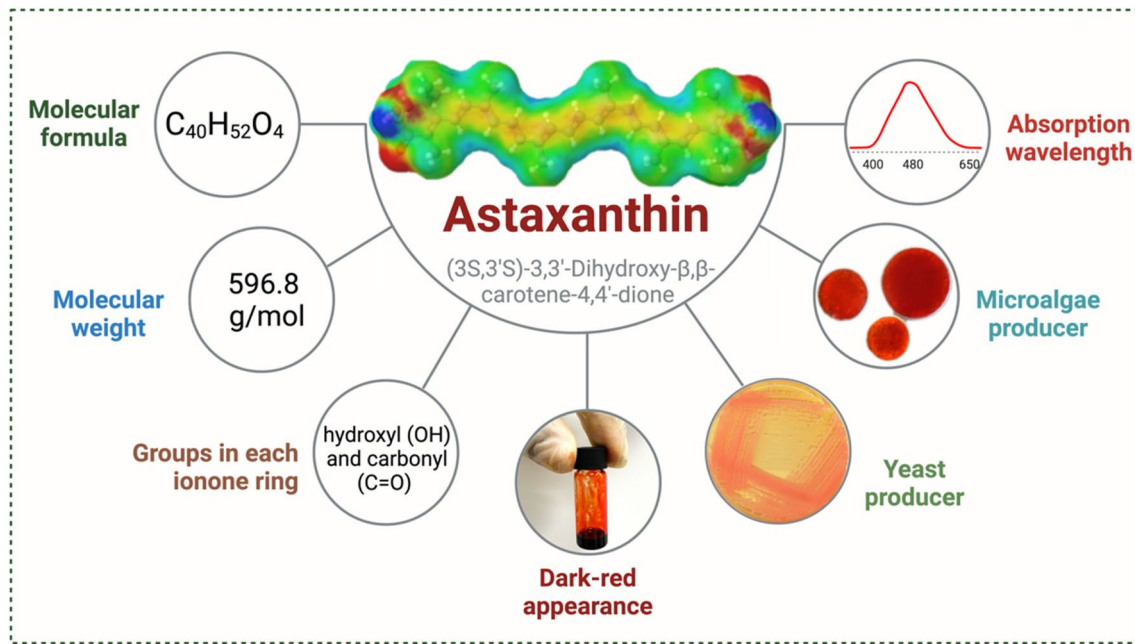 Molecular
formula
C₄₀H₅₂O₄
Astaxanthin
(3S,3'S)-3,3'-Dihydroxy-β,β-
carotene-4,4'-dione
400 480 650
Absorption
wavelength
Molecular
weight
596.8
g/mol
Microalgae
producer
Groups in each
ionone ring
hydroxyl (OH)
and carbonyl
(C=O)
Dark-red
appearance
Yeast
producer